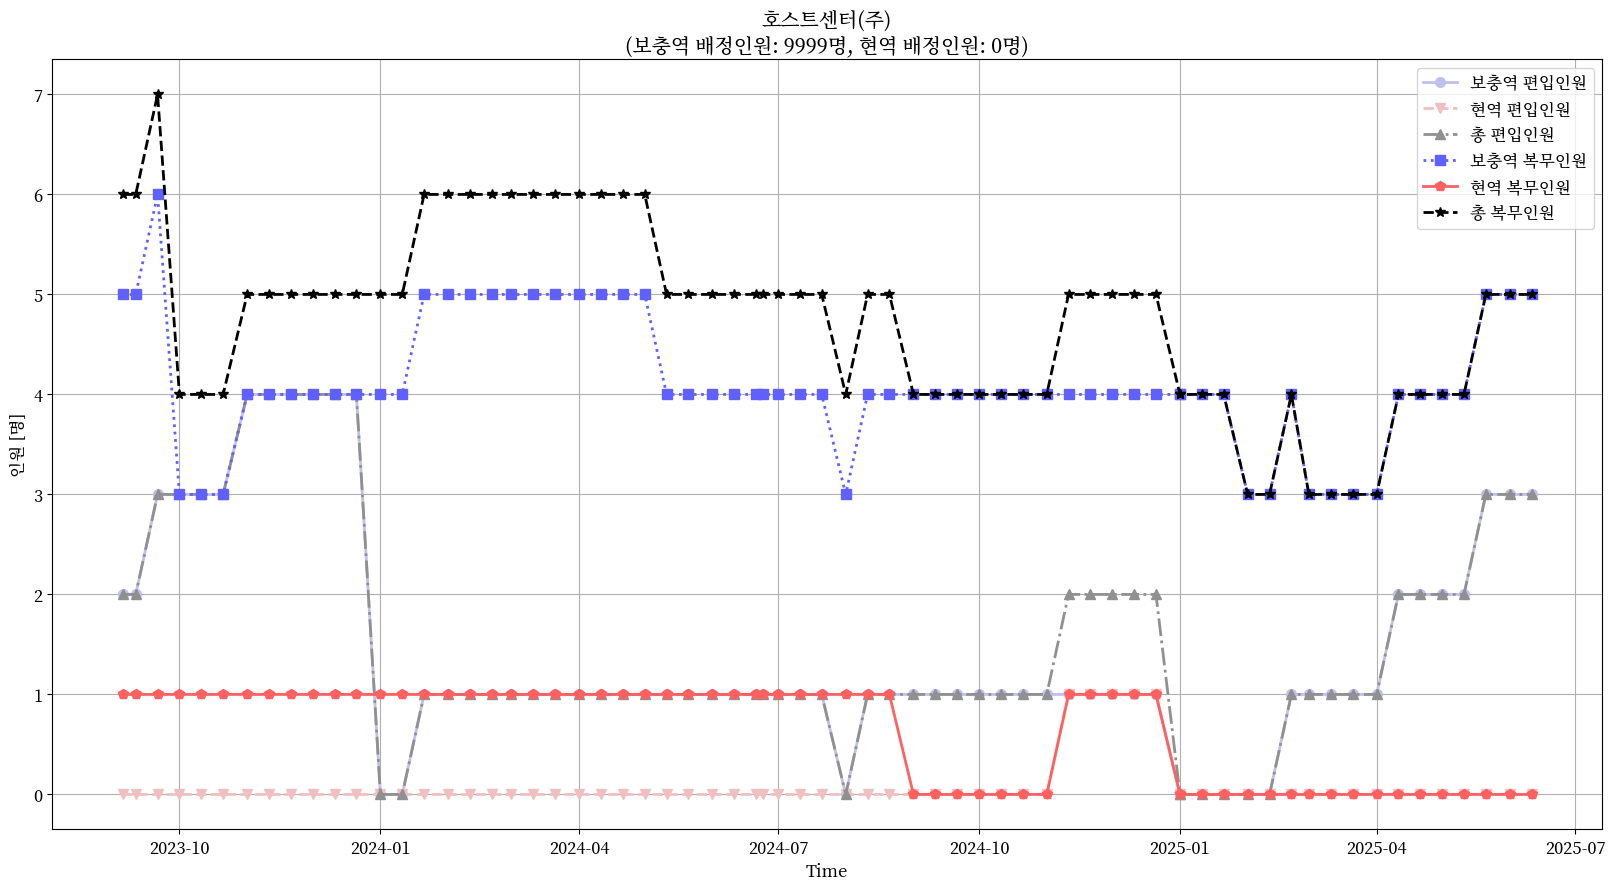 호스트센터(주)
(보충역 배정인원: 9999명, 현역 배정인원: 0명)
보충역 편입인원
현역 편입인원
총 편입인원
보충역 복무인원
현역 복무인원
총 복무인원
인원 [명]
7
6
5
4
3
2
1
0
2023-10
2024-01
2024-04
2024-07
2024-10
2025-01
2025-04
2025-07
Time